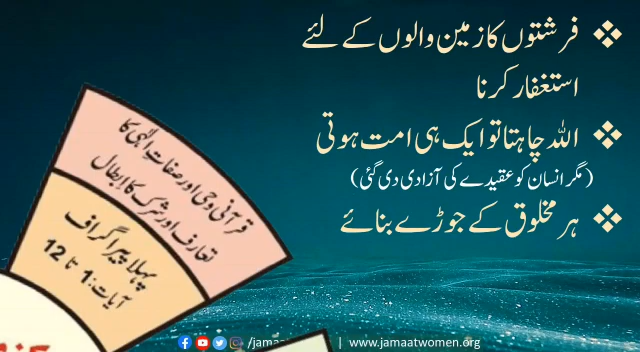 ❖ فرشتوں کا زمین والوں کے لئے
استغفار کرنا
❖ اللہ چاہتا تو ایک ہی امت ہوتی
(مگر انسان کو عقیدے کی آزادی دی گئی)
❖ ہر مخلوق کے جوڑے بنائے
قرآنی وحی اور صفاتِ الٰہی کا
تعارف اور شرک کا ابطال
پہلا پیراگراف
آیات: 1 تا 12
| www.jamaatwomen.org